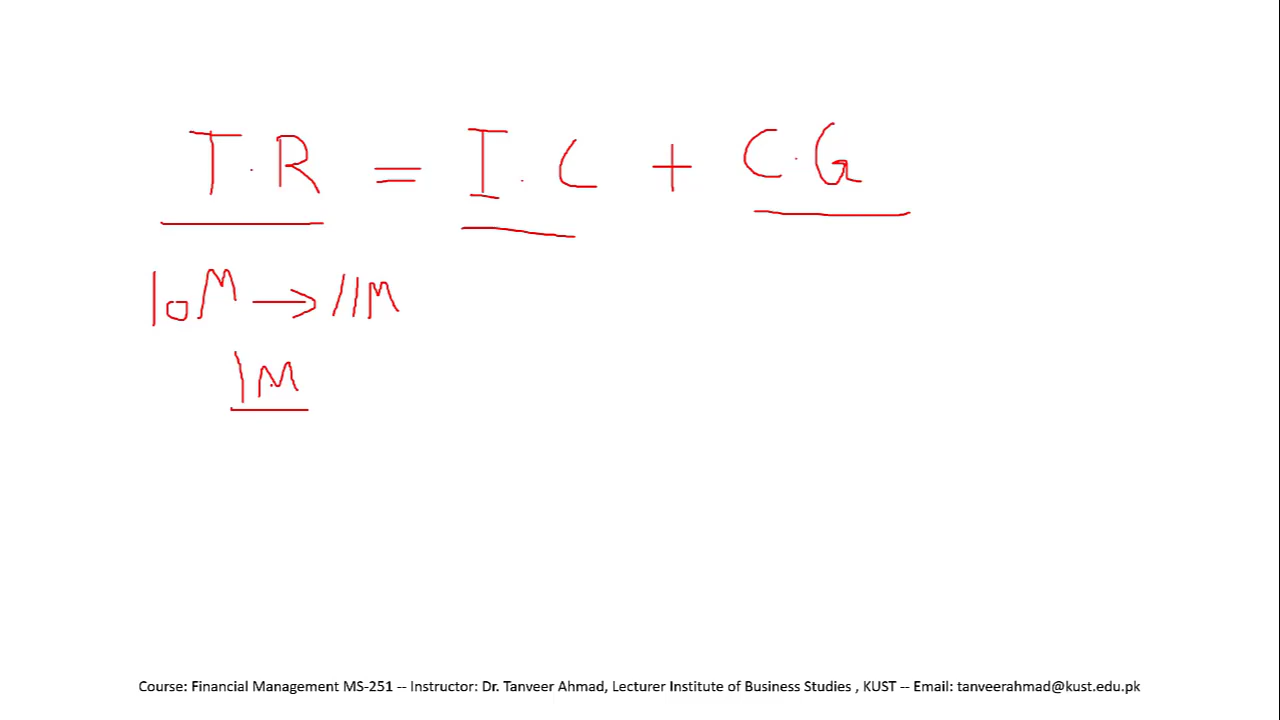 T.R = I.C + C.G
10M → 11M
1M
Course: Financial Management MS-251 -- Instructor: Dr. Tanveer Ahmad, Lecturer Institute of Business Studies , KUST -- Email: tanveerahmad@kust.edu.pk